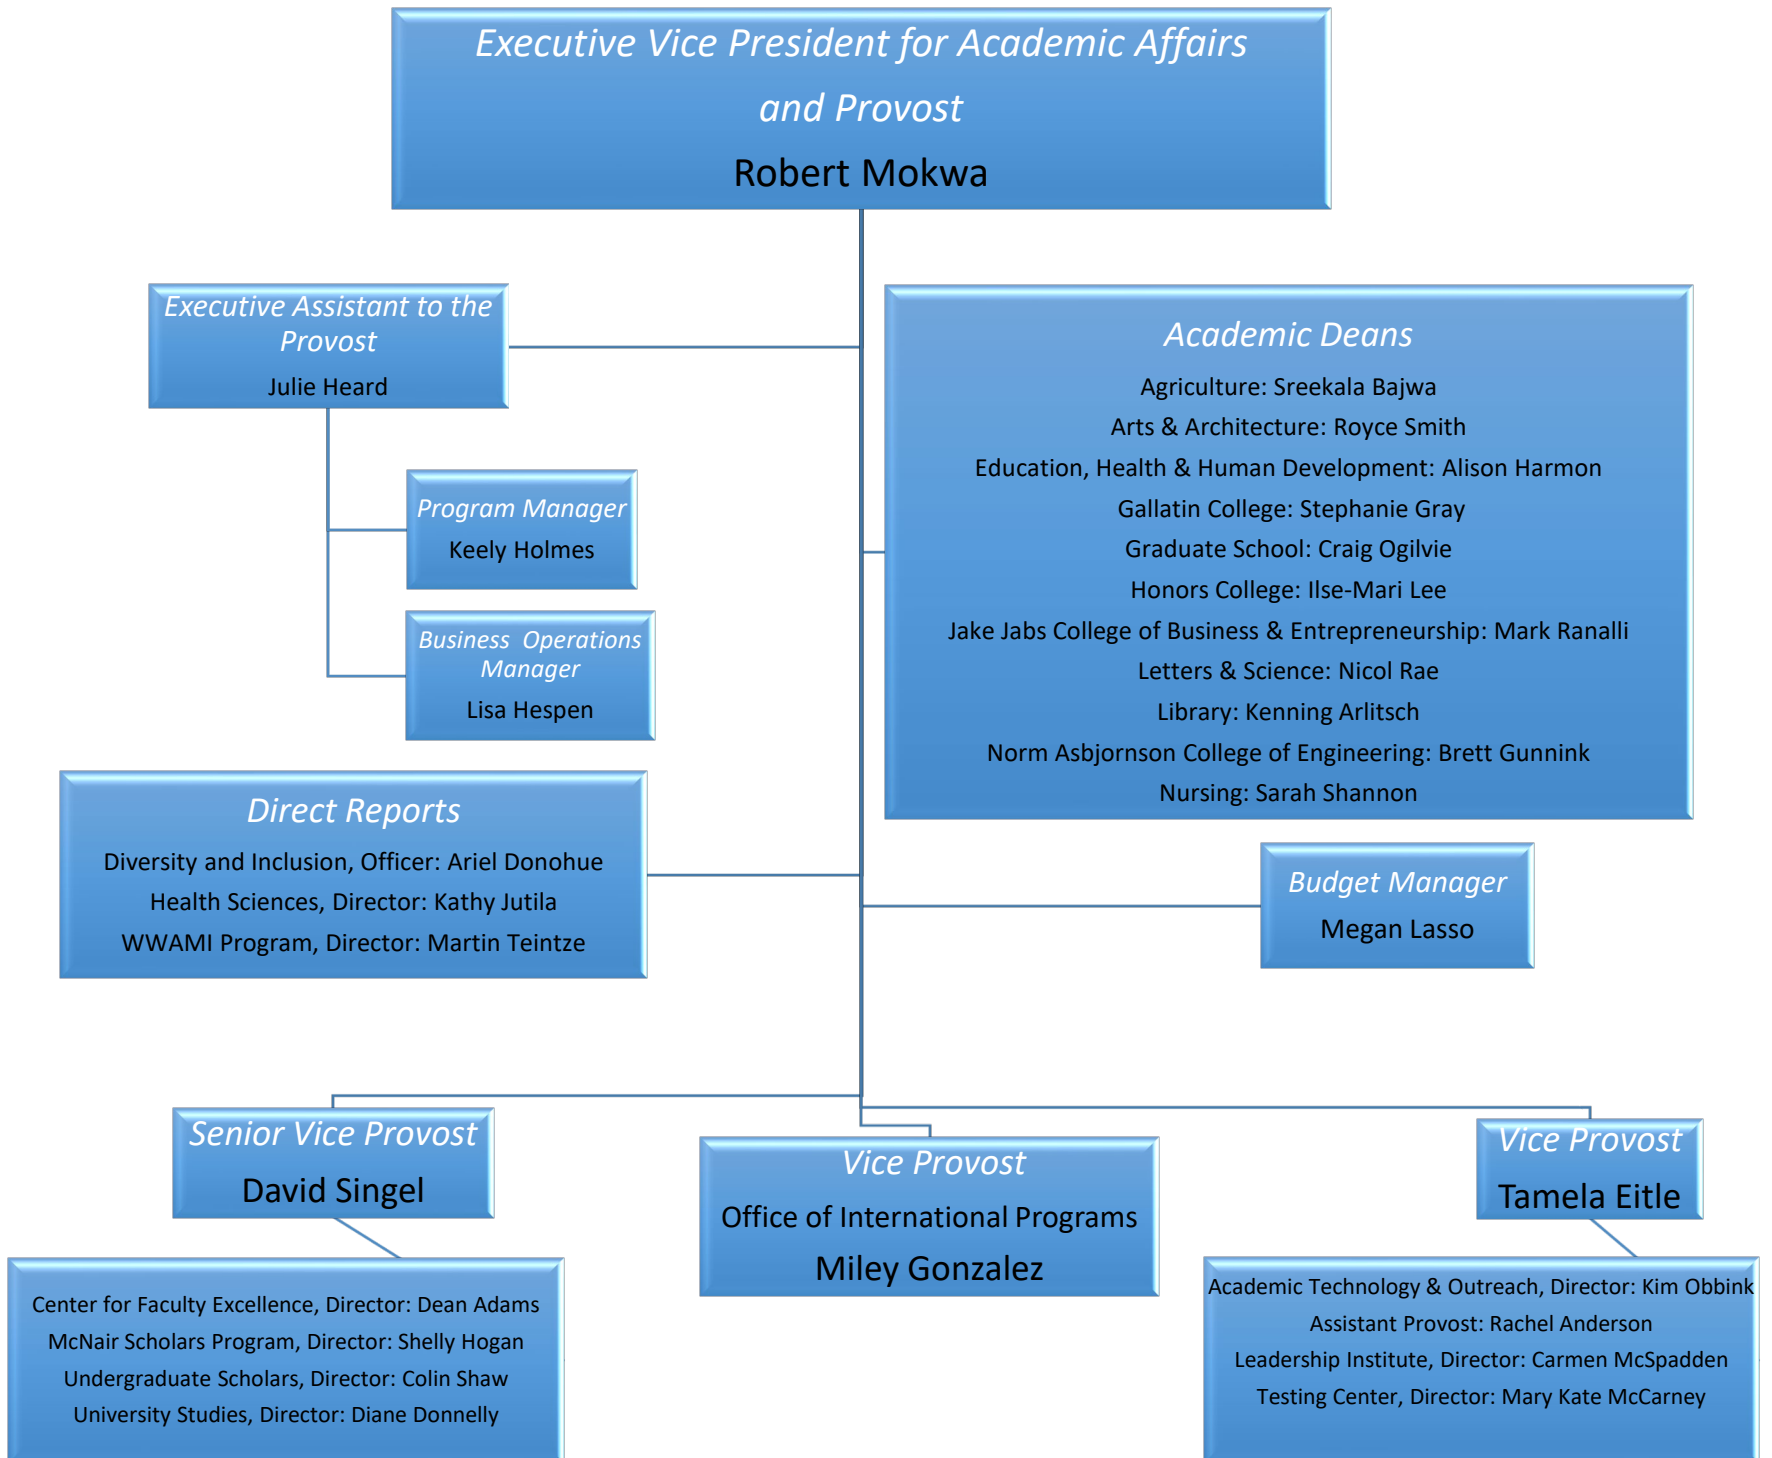 Executive Vice President for Academic Affairs
and Provost
Robert Mokwa
Executive Assistant to the
Provost
Julie Heard
Program Manager
Keely Holmes
Business  Operations
Manager
Lisa Hespen
Academic Deans
Agriculture: Sreekala Bajwa
Arts & Architecture: Royce Smith
Education, Health & Human Development: Alison Harmon
Gallatin College: Stephanie Gray
Graduate School: Craig Ogilvie
Honors College: Ilse-Mari Lee
Jake Jabs College of Business & Entrepreneurship: Mark Ranalli
Letters & Science: Nicol Rae
Library: Kenning Arlitsch
Norm Asbjornson College of Engineering: Brett Gunnink
Nursing: Sarah Shannon
Direct Reports
Diversity and Inclusion, Officer: Ariel Donohue
Health Sciences, Director: Kathy Jutila
WWAMI Program, Director: Martin Teintze
Budget Manager
Megan Lasso
Senior Vice Provost
David Singel
Center for Faculty Excellence, Director: Dean Adams
McNair Scholars Program, Director: Shelly Hogan
Undergraduate Scholars, Director: Colin Shaw
University Studies, Director: Diane Donnelly
Vice Provost
Office of International Programs
Miley Gonzalez
Vice Provost
Tamela Eitle
Academic Technology & Outreach, Director: Kim Obbink
Assistant Provost: Rachel Anderson
Leadership Institute, Director: Carmen McSpadden
Testing Center, Director: Mary Kate McCarney